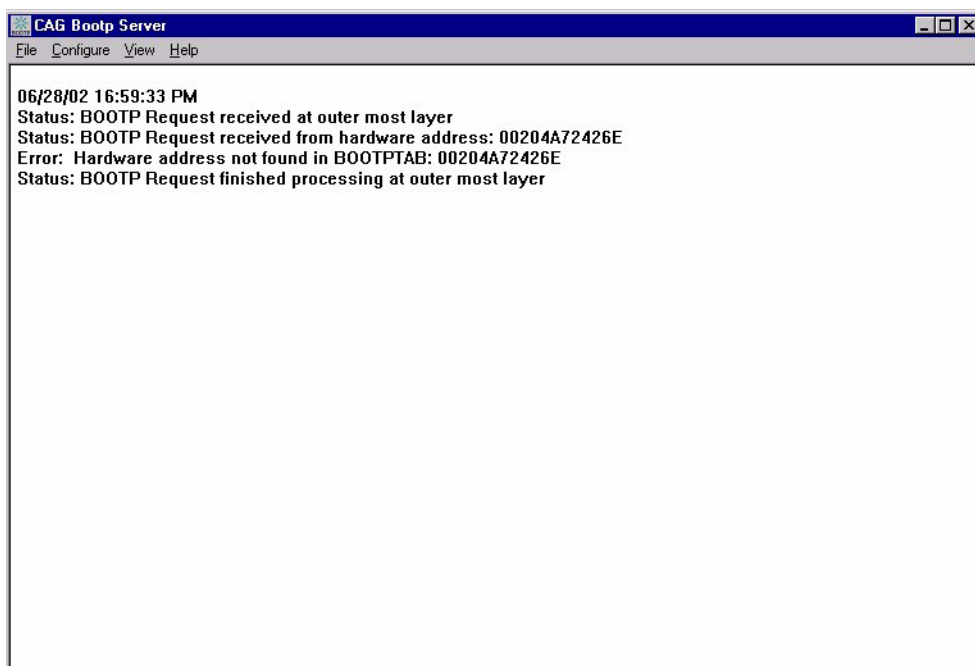 CAG Bootp Server
File Configure View Help
06/28/02 16:59:33 PM
Status: BOOTP Request received at outer most layer
Status: BOOTP Request received from hardware address: 00204A72426E
Error:  Hardware address not found in BOOTPTAB: 00204A72426E
Status: BOOTP Request finished processing at outer most layer